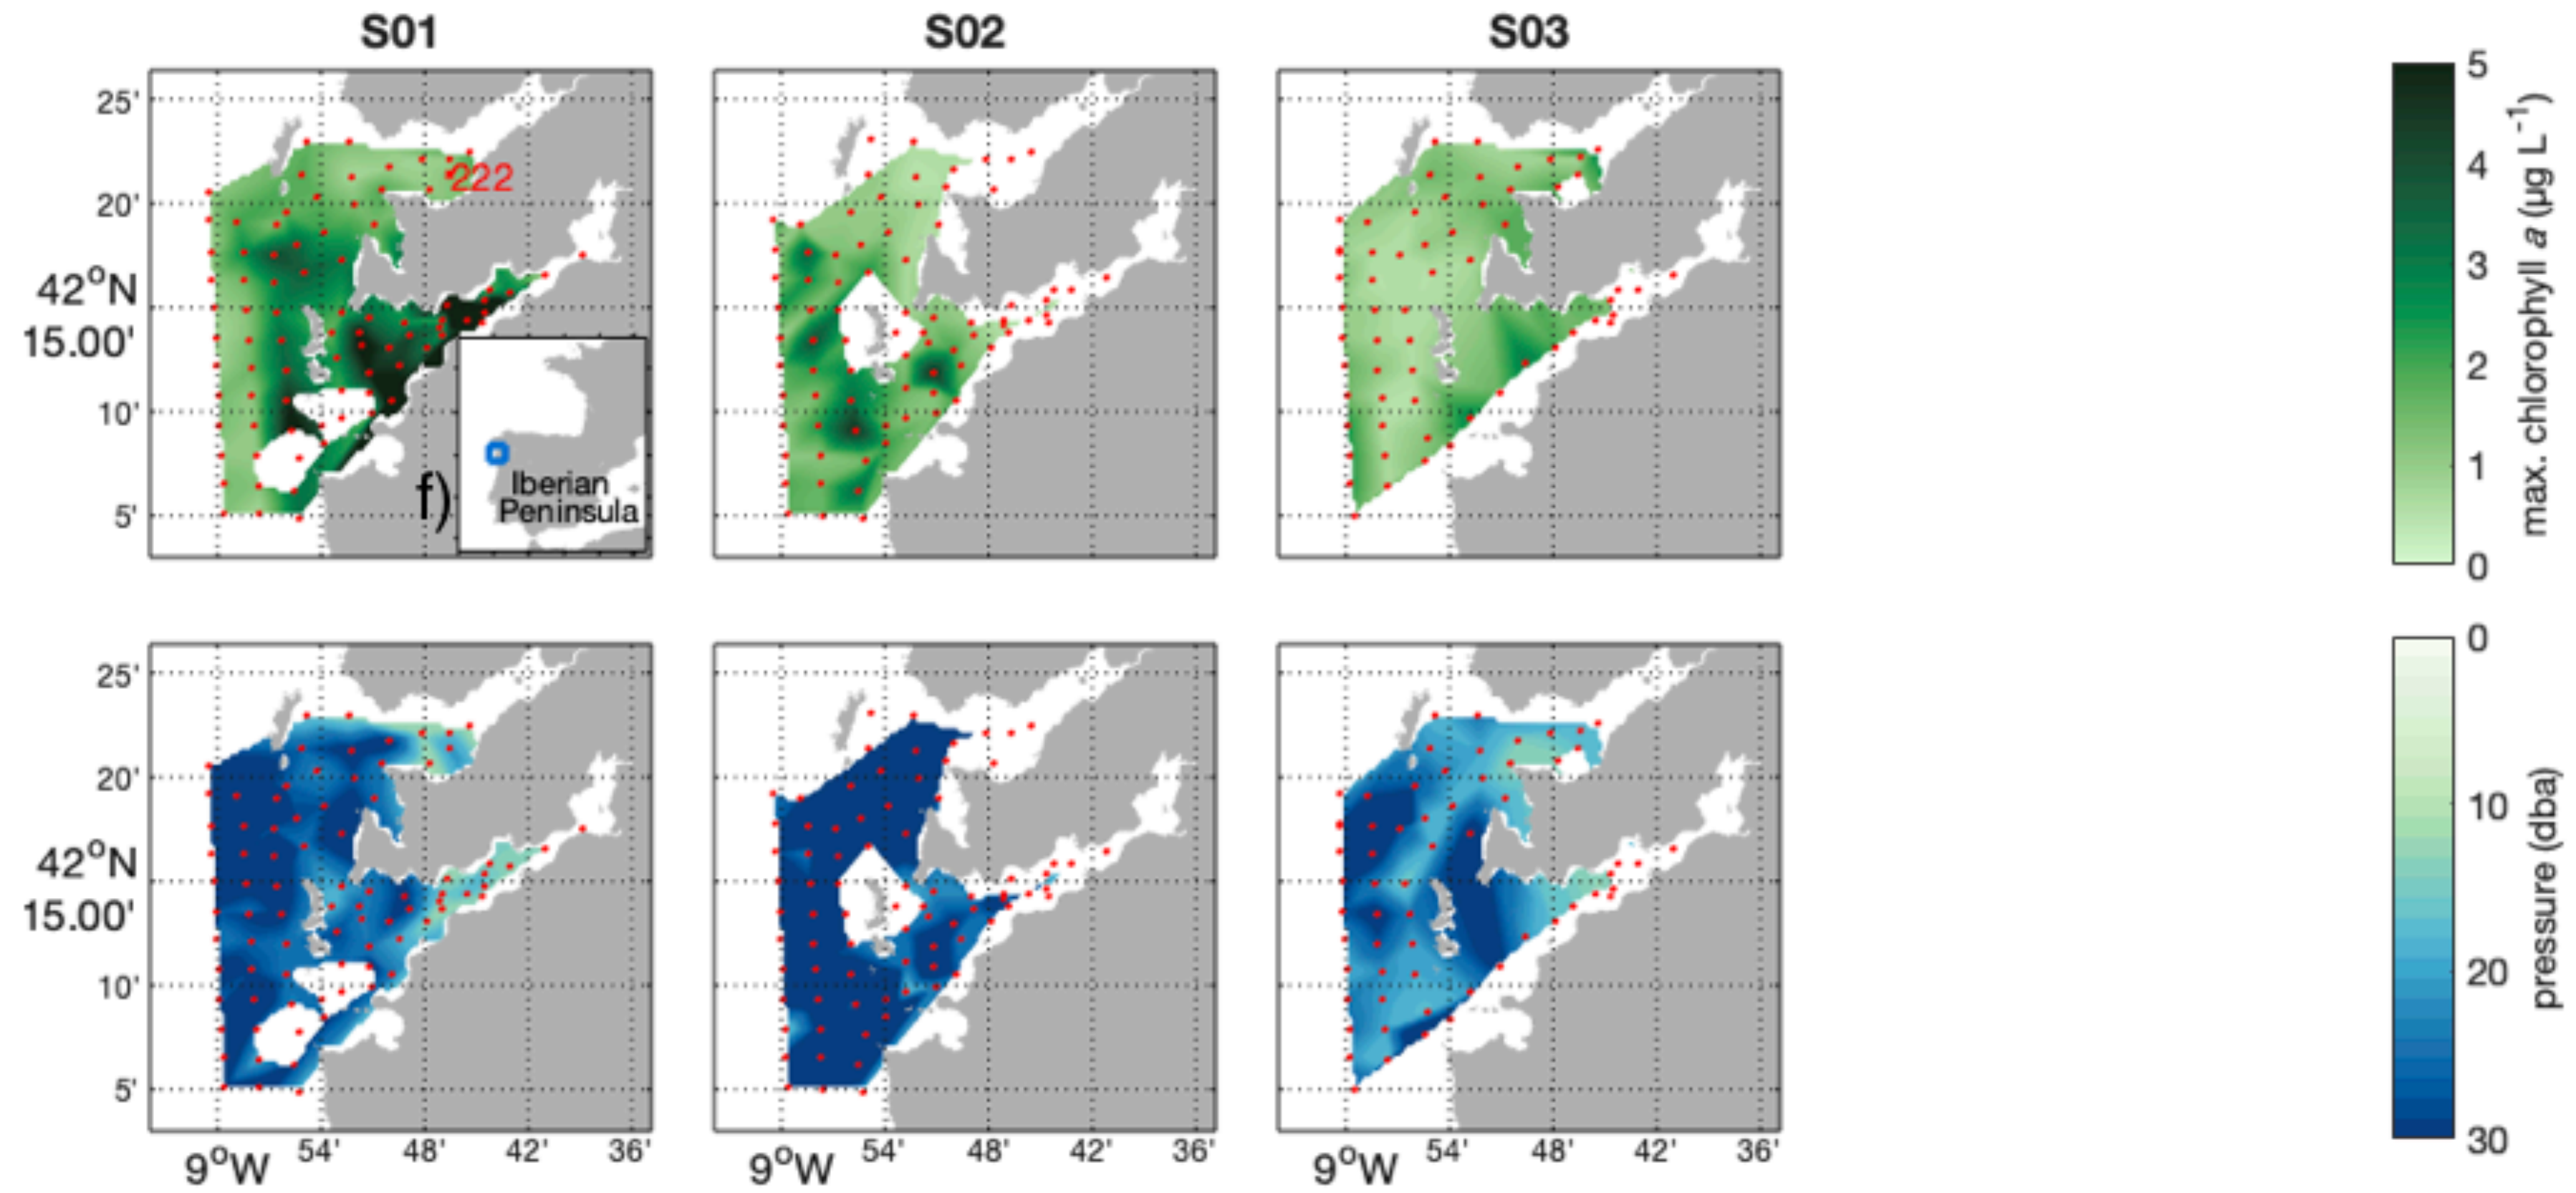 S01 S02 S03
25'
20'
42°N
15.00'
10'
5'
222
f)
Iberian
Peninsula
5
4
3
2
1
0
max. chlorophyll a (µg L⁻¹)
25'
20'
42°N
15.00'
10'
5'
9°W 54' 48' 42' 36'
9°W 54' 48' 42' 36'
9°W 54' 48' 42' 36'
0
10
20
30
pressure (dba)